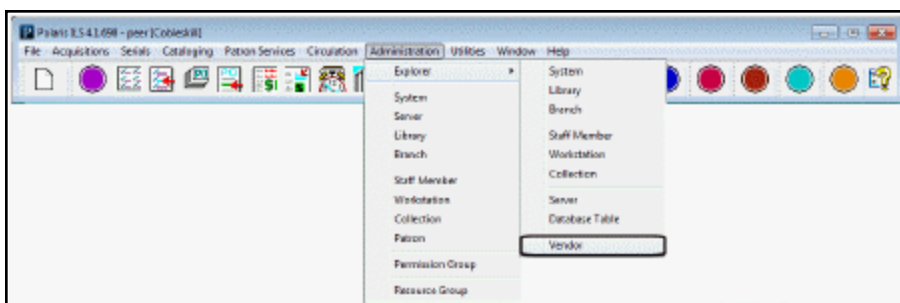 Polaris ILS 4.1.698 - peer [Cobleskill]
File Acquisitions Serials Cataloging Patron Services Circulation Administration Utilities Window Help
Explorer
System
Server
Library
Branch
Staff Member
Workstation
Collection
Patron
Permission Group
Resource Group
System
Library
Branch
Staff Member
Workstation
Collection
Server
Database Table
Vendor